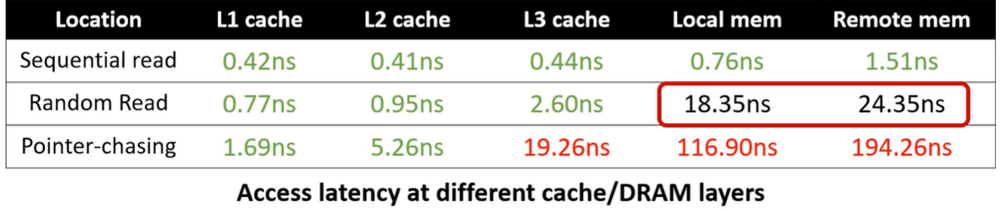 Location L1 cache L2 cache L3 cache Local mem Remote mem
Sequential read 0.42ns 0.41ns 0.44ns 0.76ns 1.51ns
Random Read 0.77ns 0.95ns 2.60ns 18.35ns 24.35ns
Pointer-chasing 1.69ns 5.26ns 19.26ns 116.90ns 194.26ns
Access latency at different cache/DRAM layers